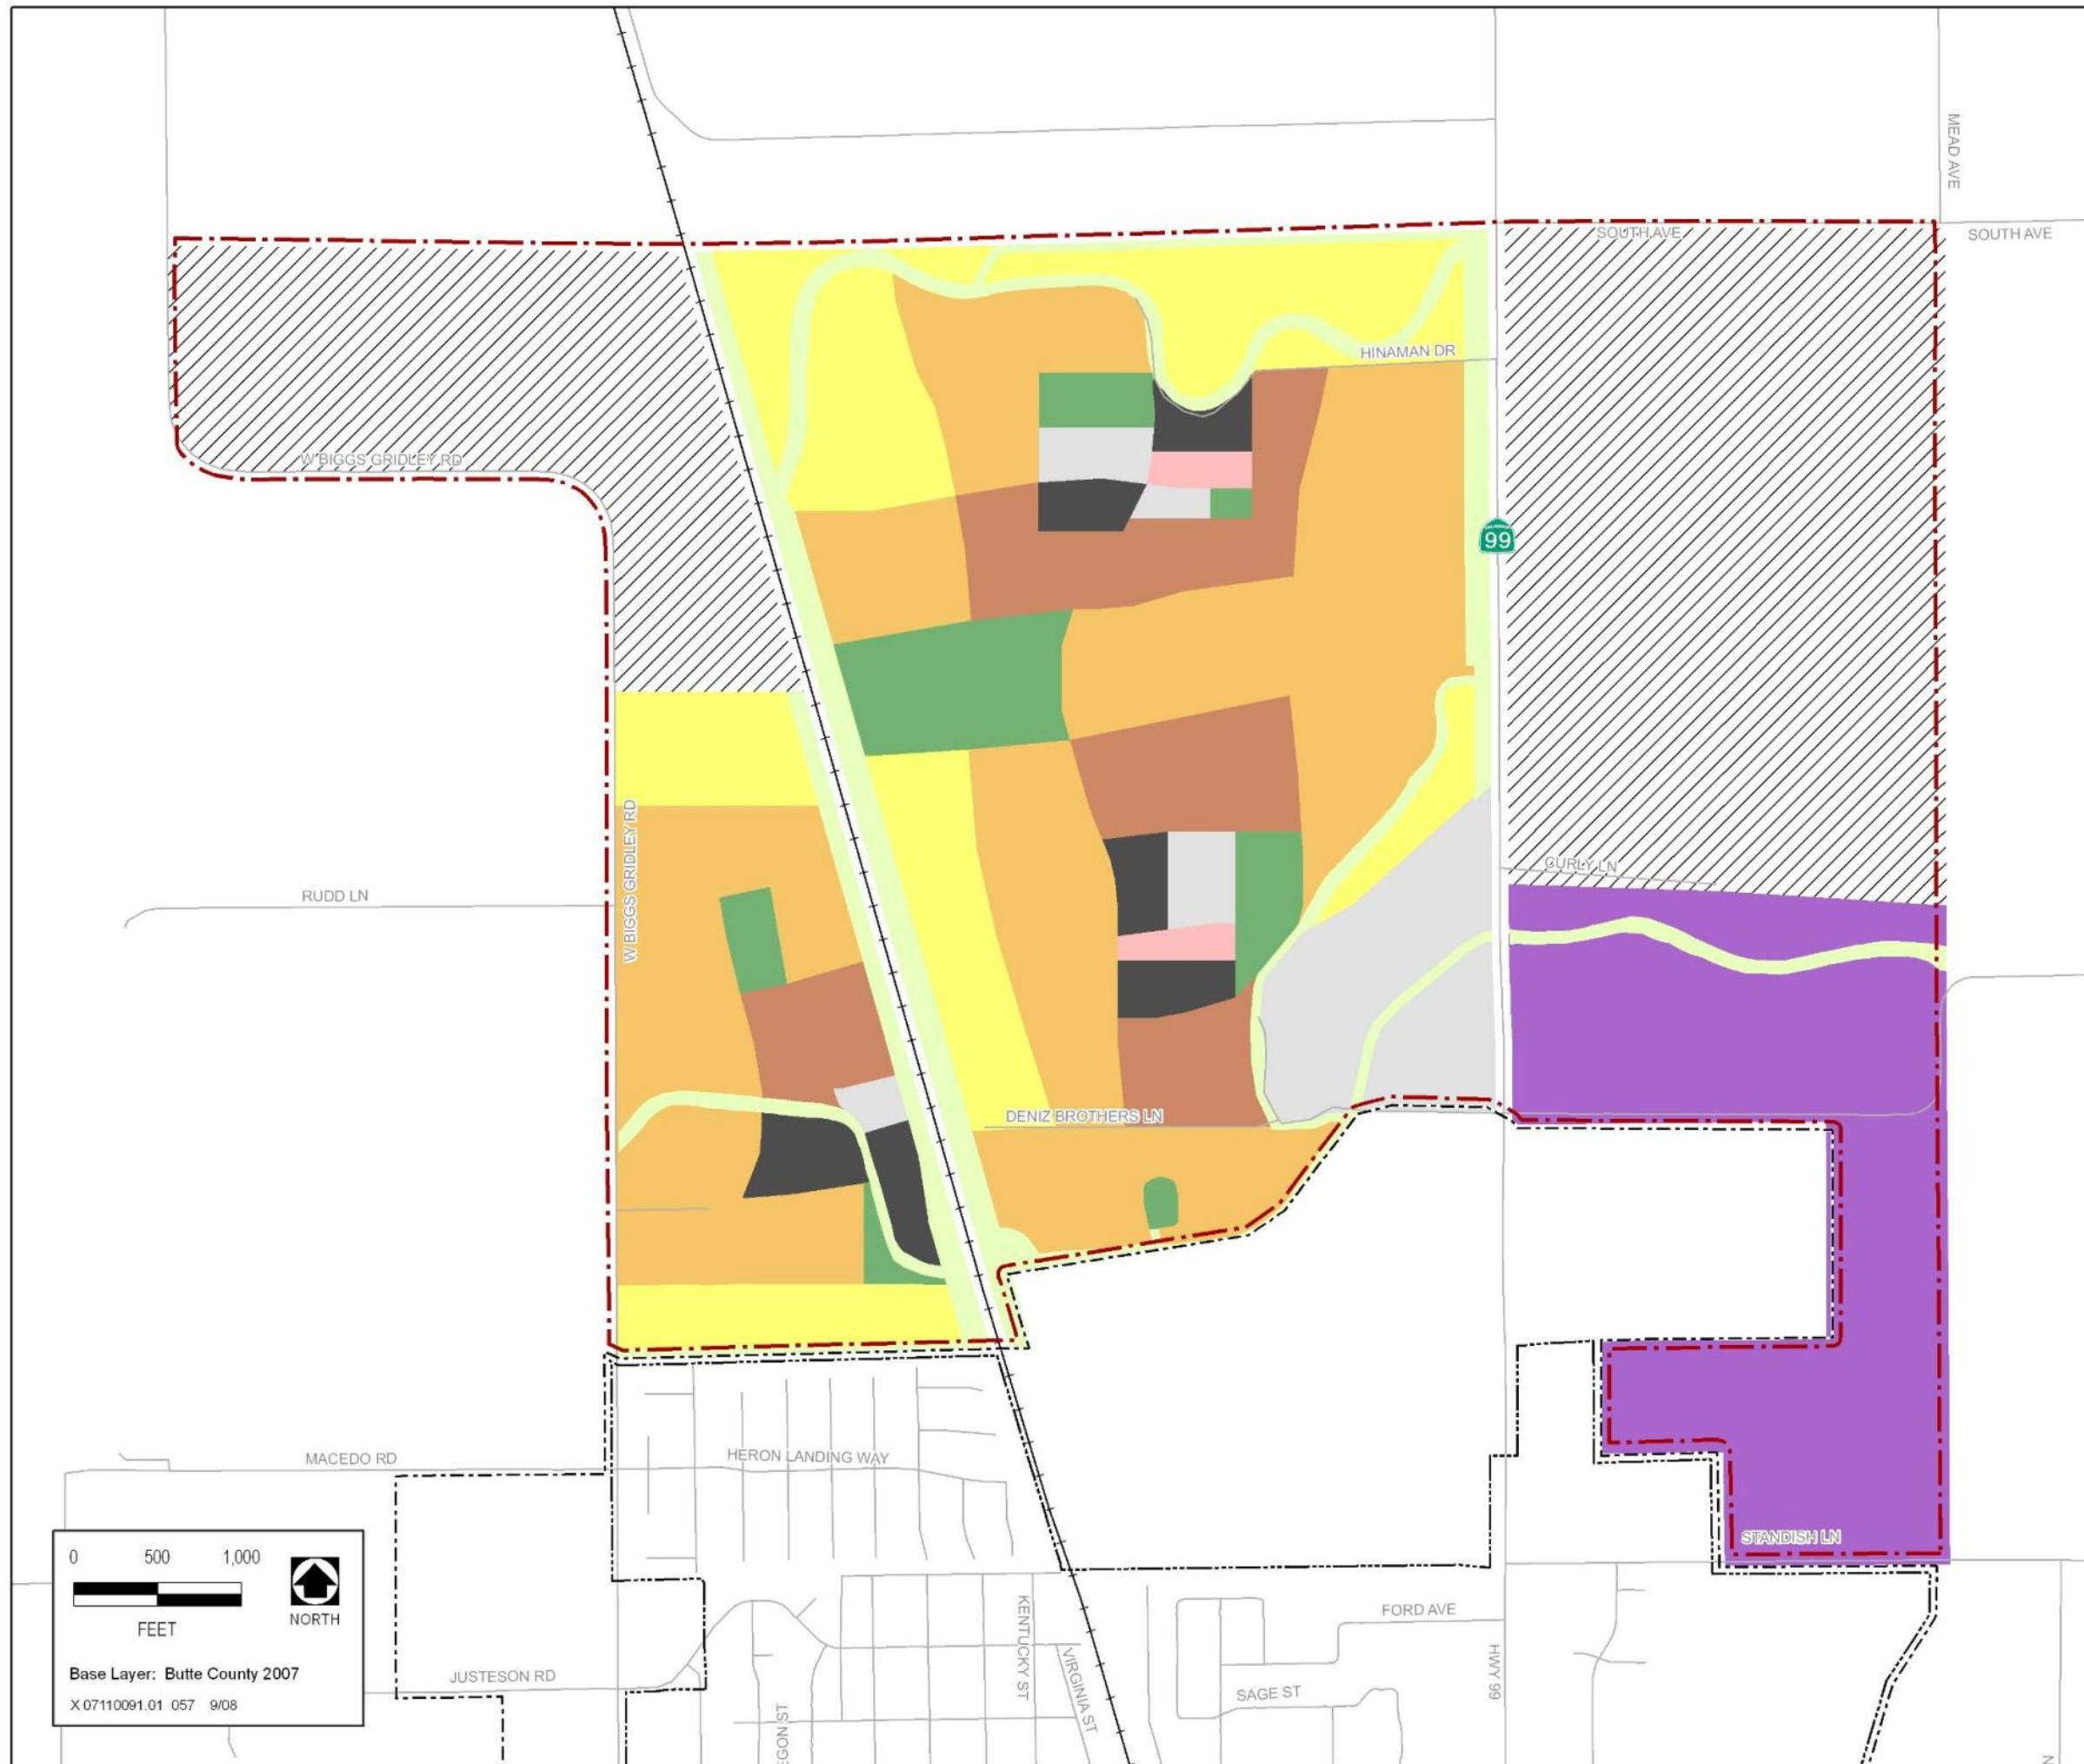 MEAD AVE
SOUTH AVE
SOUTH AVE
HINAMAN DR
W BIGGS GRIDLEY RD
99
W BIGGS GRIDLEY RD
CURLY LN
RUDD LN
DENIZ BROTHERS LN
MACEDO RD
HERON LANDING WAY
STANDISH LN
0 500 1,000
FEET
NORTH
Base Layer: Butte County 2007
X 07110091.01 057 9/08
JUSTESON RD
KENTUCKY ST
VIRGINIA ST
FORD AVE
SAGE ST
HWY 99
EGON ST
N